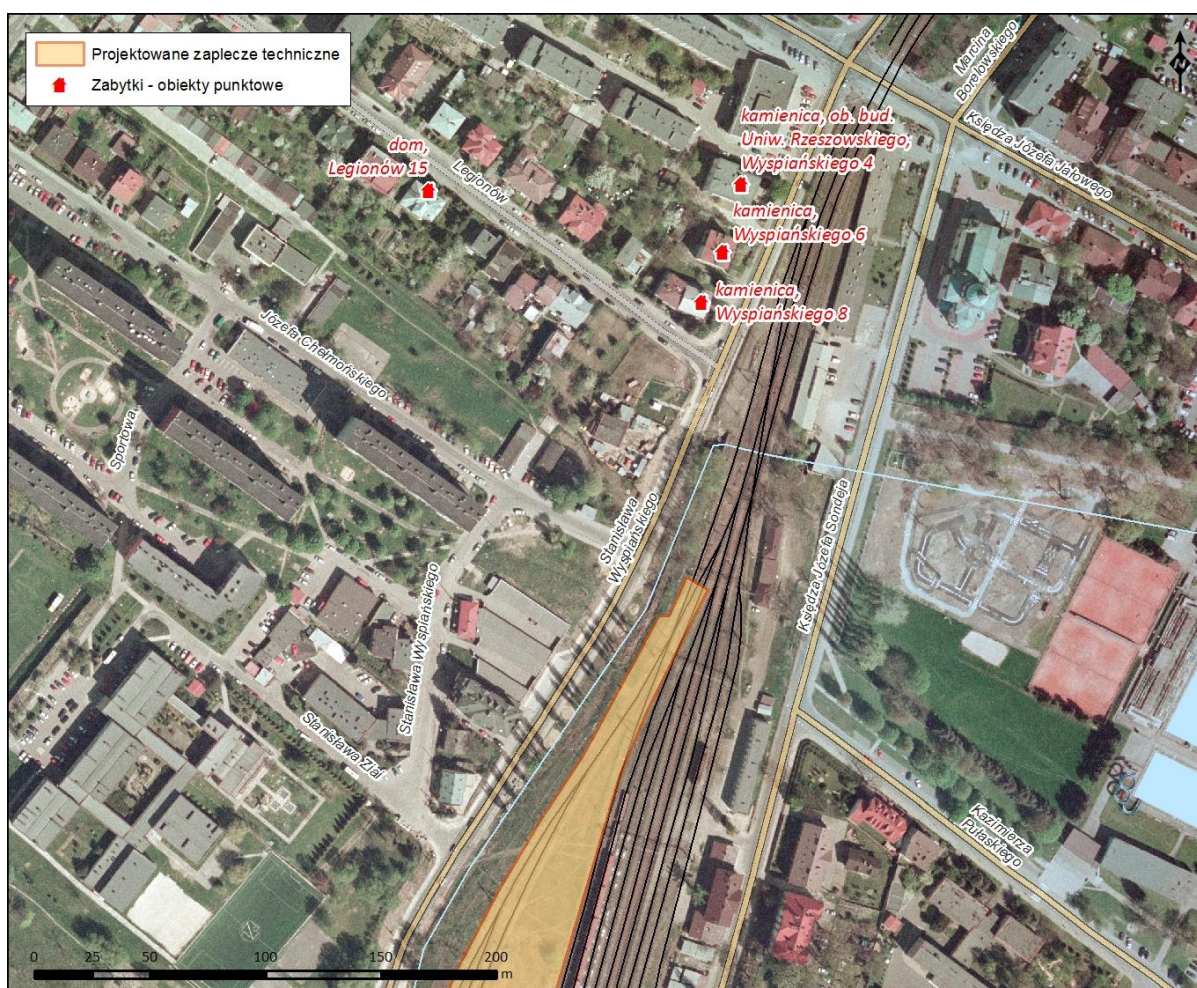 Projektowane zaplecze techniczne
Zabytki - obiekty punktowe
N
Marcina
Borelowskiego
Księdza Józefa Jałowego
kamienica, ob. bud.
Uniw. Rzeszowskiego,
Wyspiańskiego 4
dom,
Legionów 15
Legionów
kamienica,
Wyspiańskiego 6
kamienica,
Wyspiańskiego 8
Józefa Chełmońskiego
Sportowa
Stanisława
Wyspiańskiego
Księdza Józefa Sondeja
Stanisława Wyspiańskiego
Stanisława Ziai
Kazimierza
Pułaskiego
0 25 50 100 150 200
m